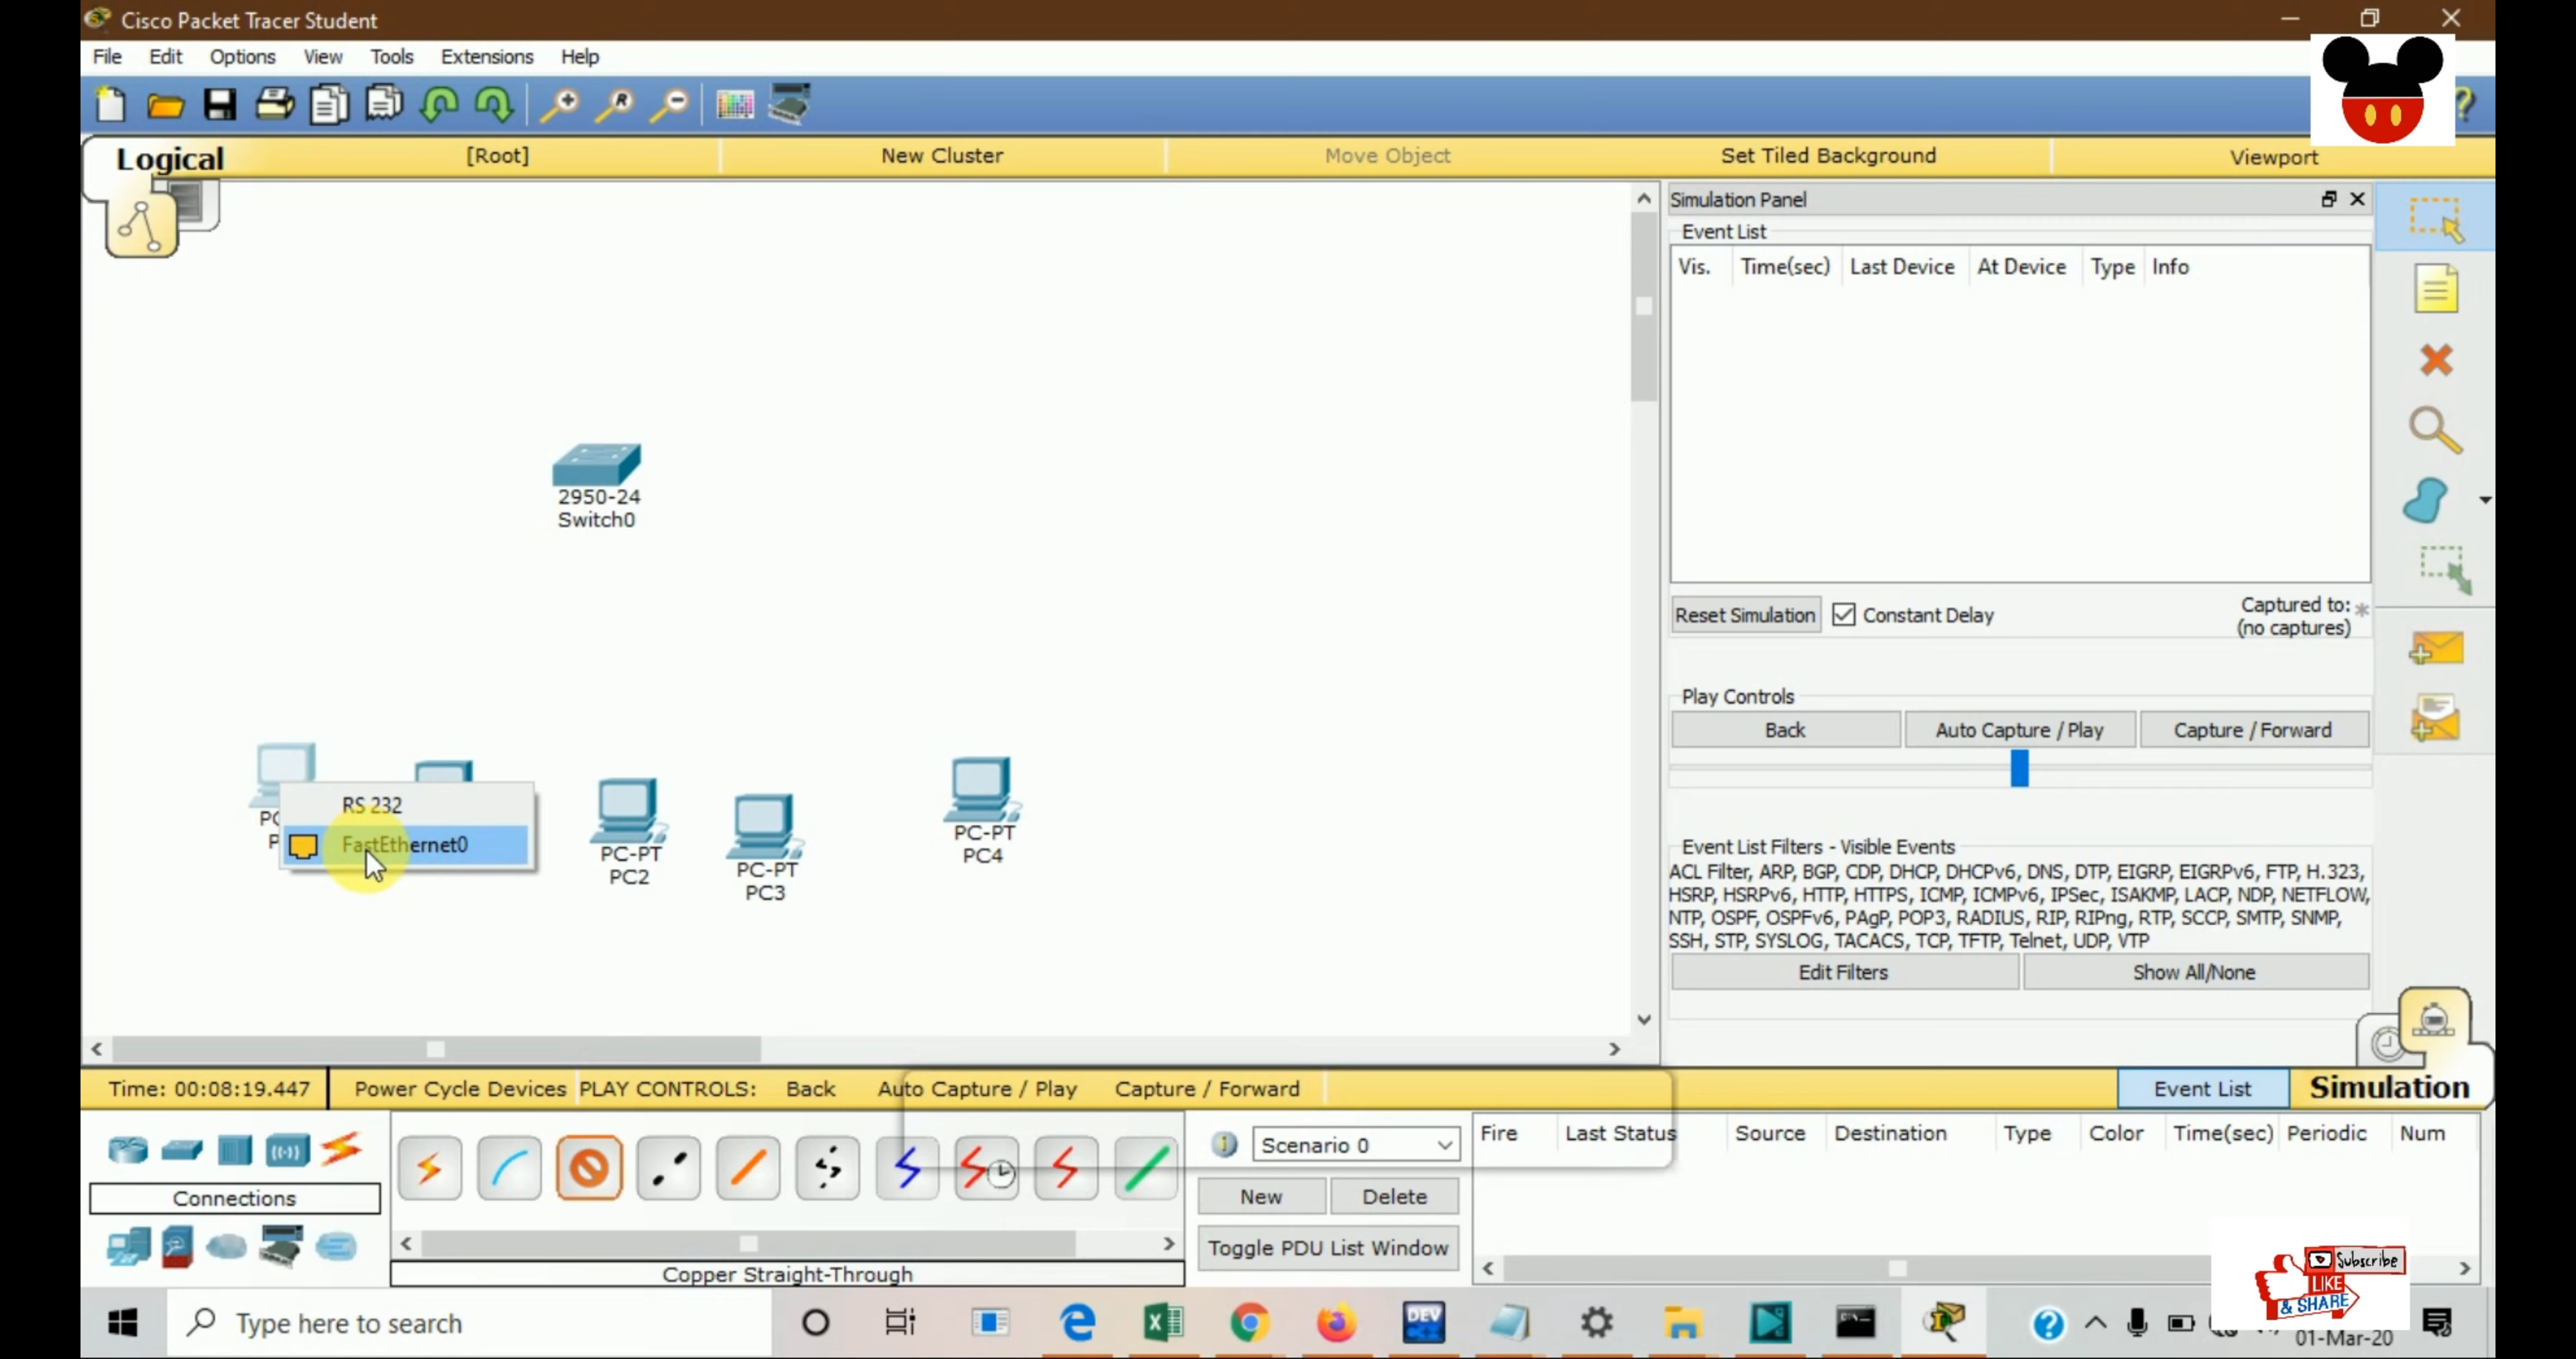 Cisco Packet Tracer Student
File Edit Options View Tools Extensions Help
Logical [Root] New Cluster Move Object Set Tiled Background Viewport
Simulation Panel
Event List
Vis. Time(sec) Last Device At Device Type Info
2950-24
Switch0
Reset Simulation Constant Delay
Captured to:
(no captures)
Play Controls
Back Auto Capture / Play Capture / Forward
RS 232
FastEthernet0
PC-PT
PC2
PC-PT
PC3
PC-PT
PC4
Event List Filters - Visible Events
ACL Filter, ARP, BGP, CDP, DHCP, DHCPv6, DNS, DTP, EIGRP, EIGRPv6, FTP, H.323,
HSRP, HSRPv6, HTTP, HTTPS, ICMP, ICMPv6, IPSec, ISAKMP, LACP, NDP, NETFLOW,
NTP, OSPF, OSPFv6, PAgP, POP3, RADIUS, RIP, RIPng, RTP, SCCP, SMTP, SNMP,
SSH, STP, SYSLOG, TACACS, TCP, TFTP, Telnet, UDP, VTP
Edit Filters Show All/None
Time: 00:08:19.447 Power Cycle Devices PLAY CONTROLS: Back Auto Capture / Play Capture / Forward Event List Simulation
Connections
Copper Straight-Through
Scenario 0
New Delete
Toggle PDU List Window
Fire Last Status Source Destination Type Color Time(sec) Periodic Num
Subscribe
LIKE
& SHARE
Type here to search
DEV
01-Mar-20